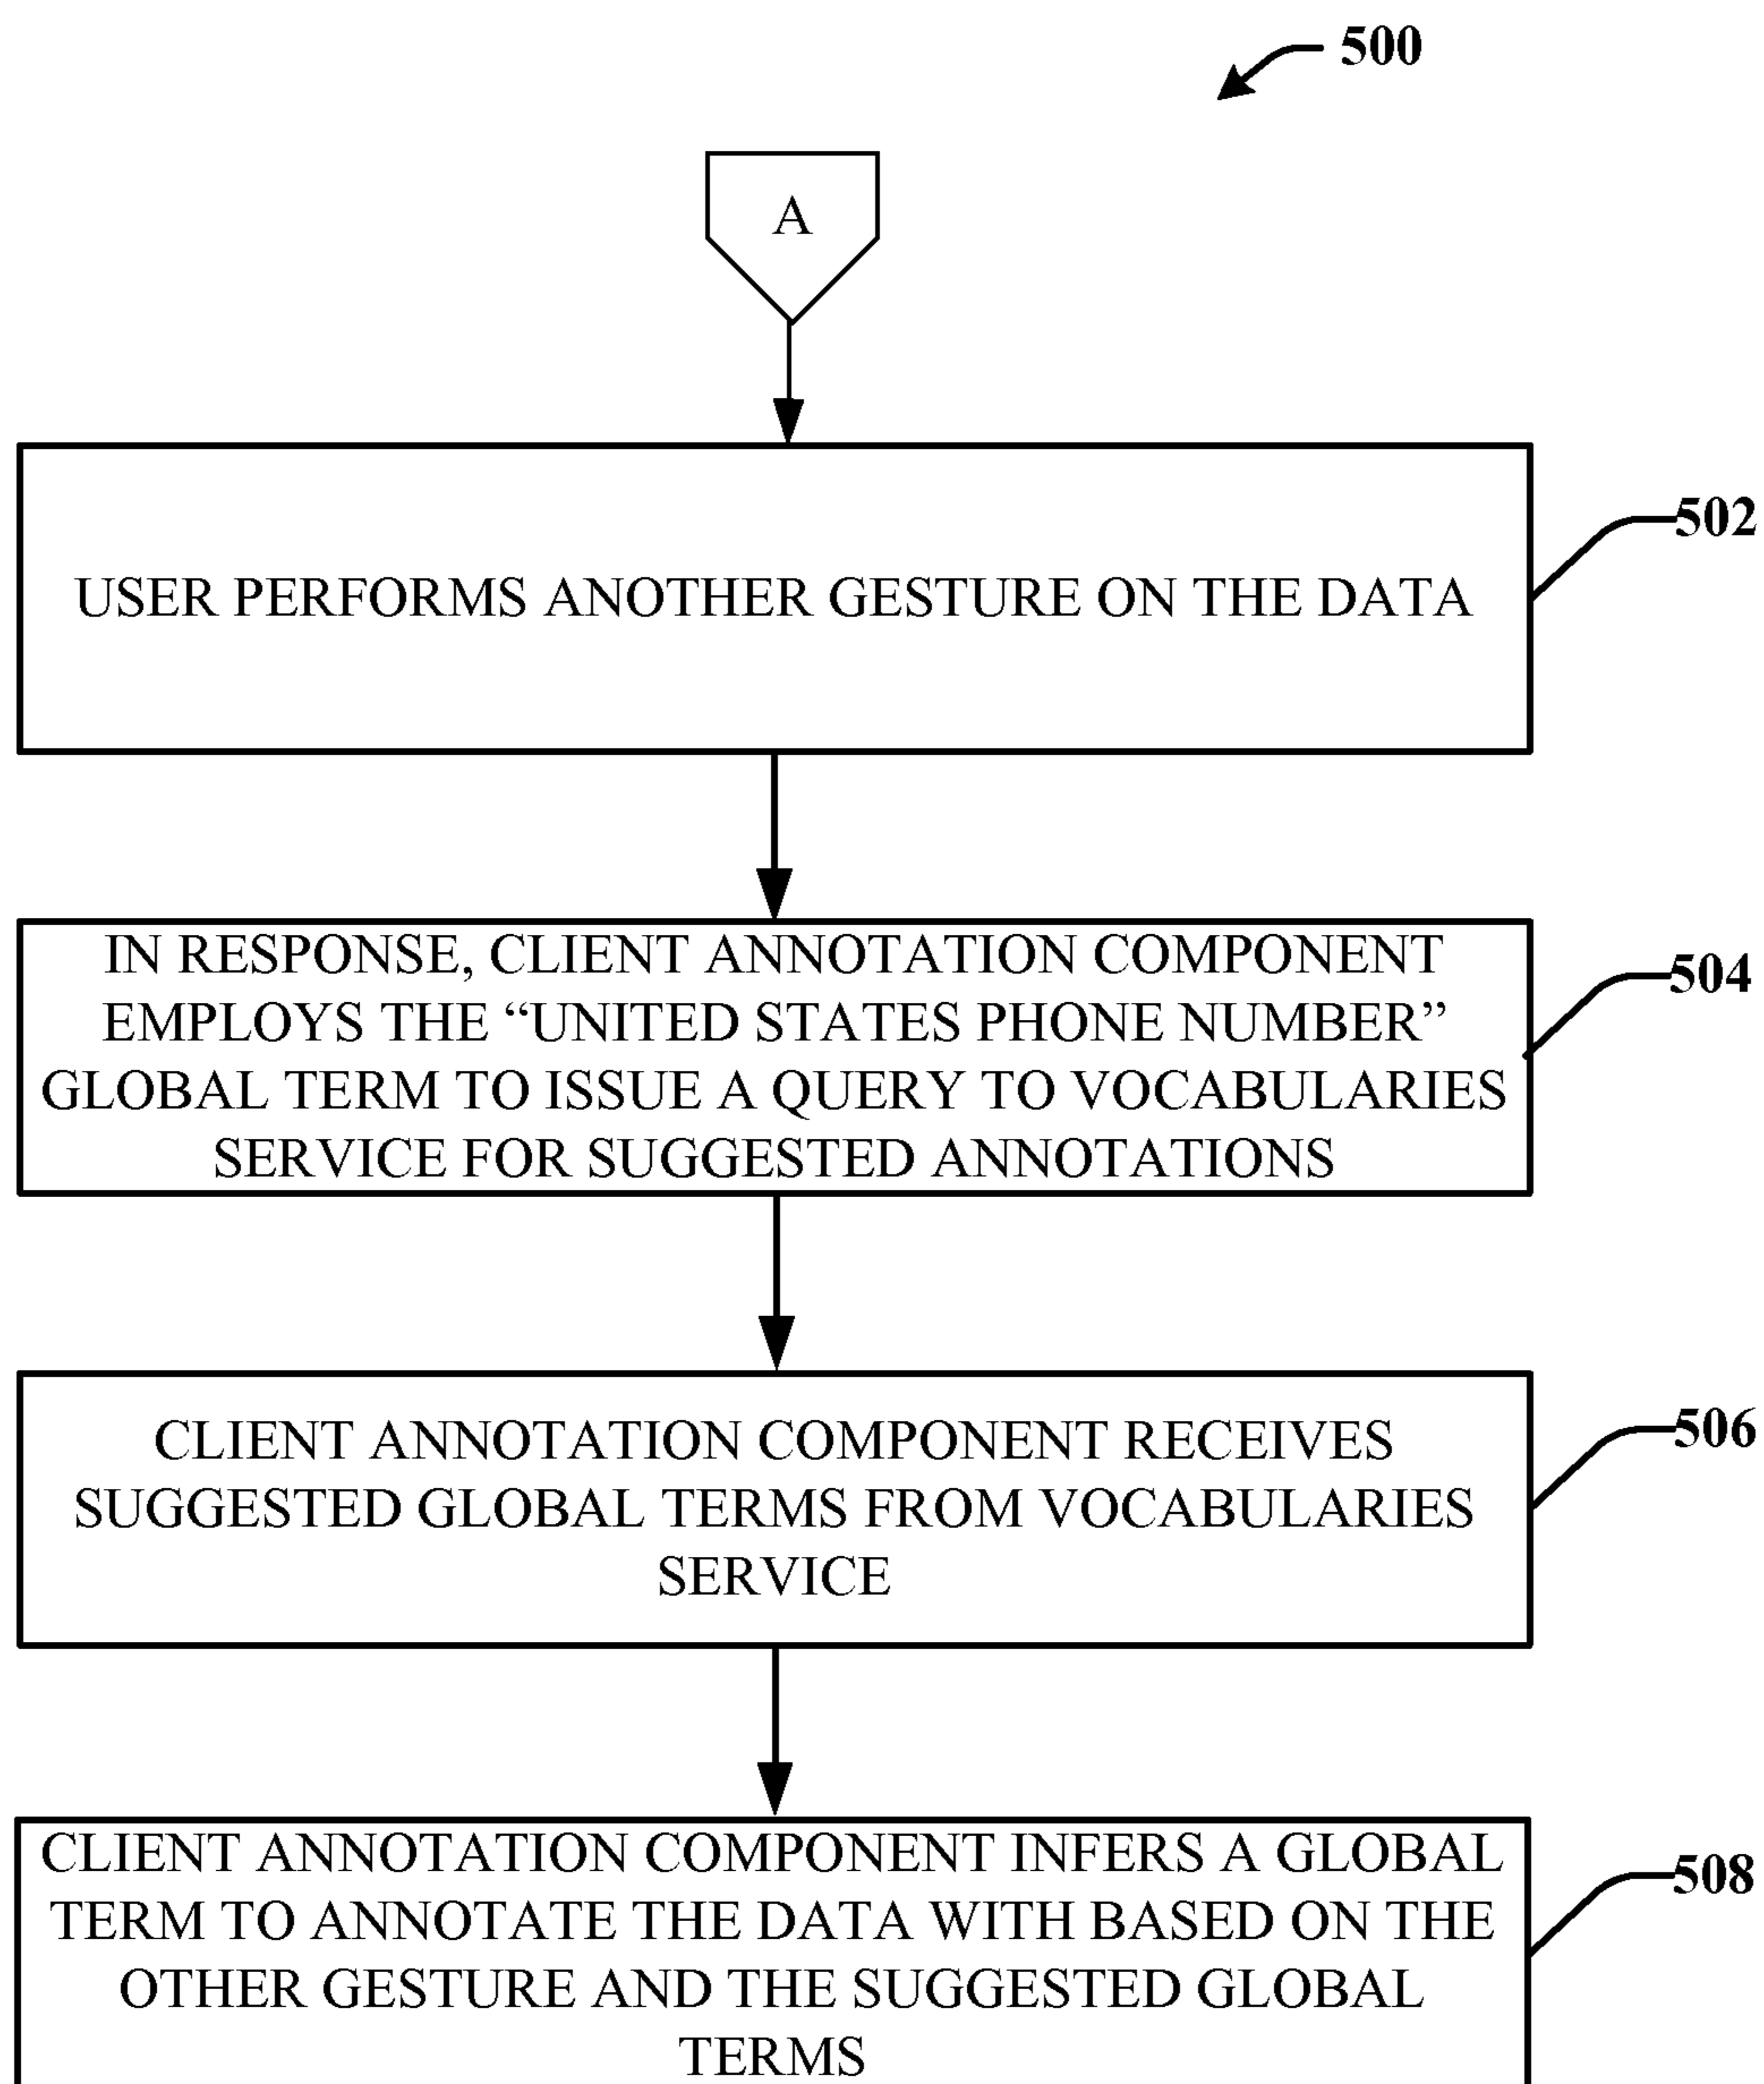 500
A
USER PERFORMS ANOTHER GESTURE ON THE DATA
502
IN RESPONSE, CLIENT ANNOTATION COMPONENT
EMPLOYS THE “UNITED STATES PHONE NUMBER”
GLOBAL TERM TO ISSUE A QUERY TO VOCABULARIES
SERVICE FOR SUGGESTED ANNOTATIONS
504
CLIENT ANNOTATION COMPONENT RECEIVES
SUGGESTED GLOBAL TERMS FROM VOCABULARIES
SERVICE
506
CLIENT ANNOTATION COMPONENT INFERS A GLOBAL
TERM TO ANNOTATE THE DATA WITH BASED ON THE
OTHER GESTURE AND THE SUGGESTED GLOBAL
TERMS
508